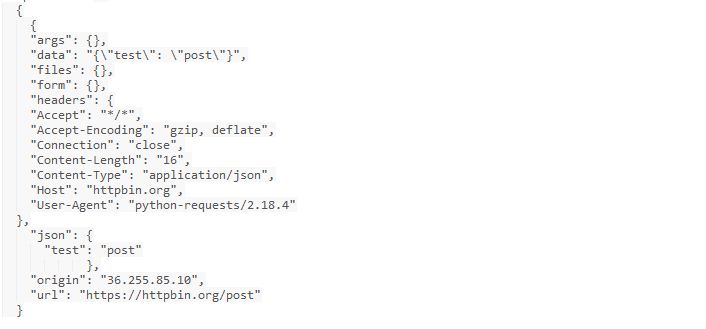 {
  {
  "args": {},
  "data": "{\"test\": \"post\"}",
  "files": {},
  "form": {},
  "headers": {
  "Accept": "*/*",
  "Accept-Encoding": "gzip, deflate",
  "Connection": "close",
  "Content-Length": "16",
  "Content-Type": "application/json",
  "Host": "httpbin.org",
  "User-Agent": "python-requests/2.18.4"
},
  "json": {
    "test": "post"
          },
  "origin": "36.255.85.10",
  "url": "https://httpbin.org/post"
}